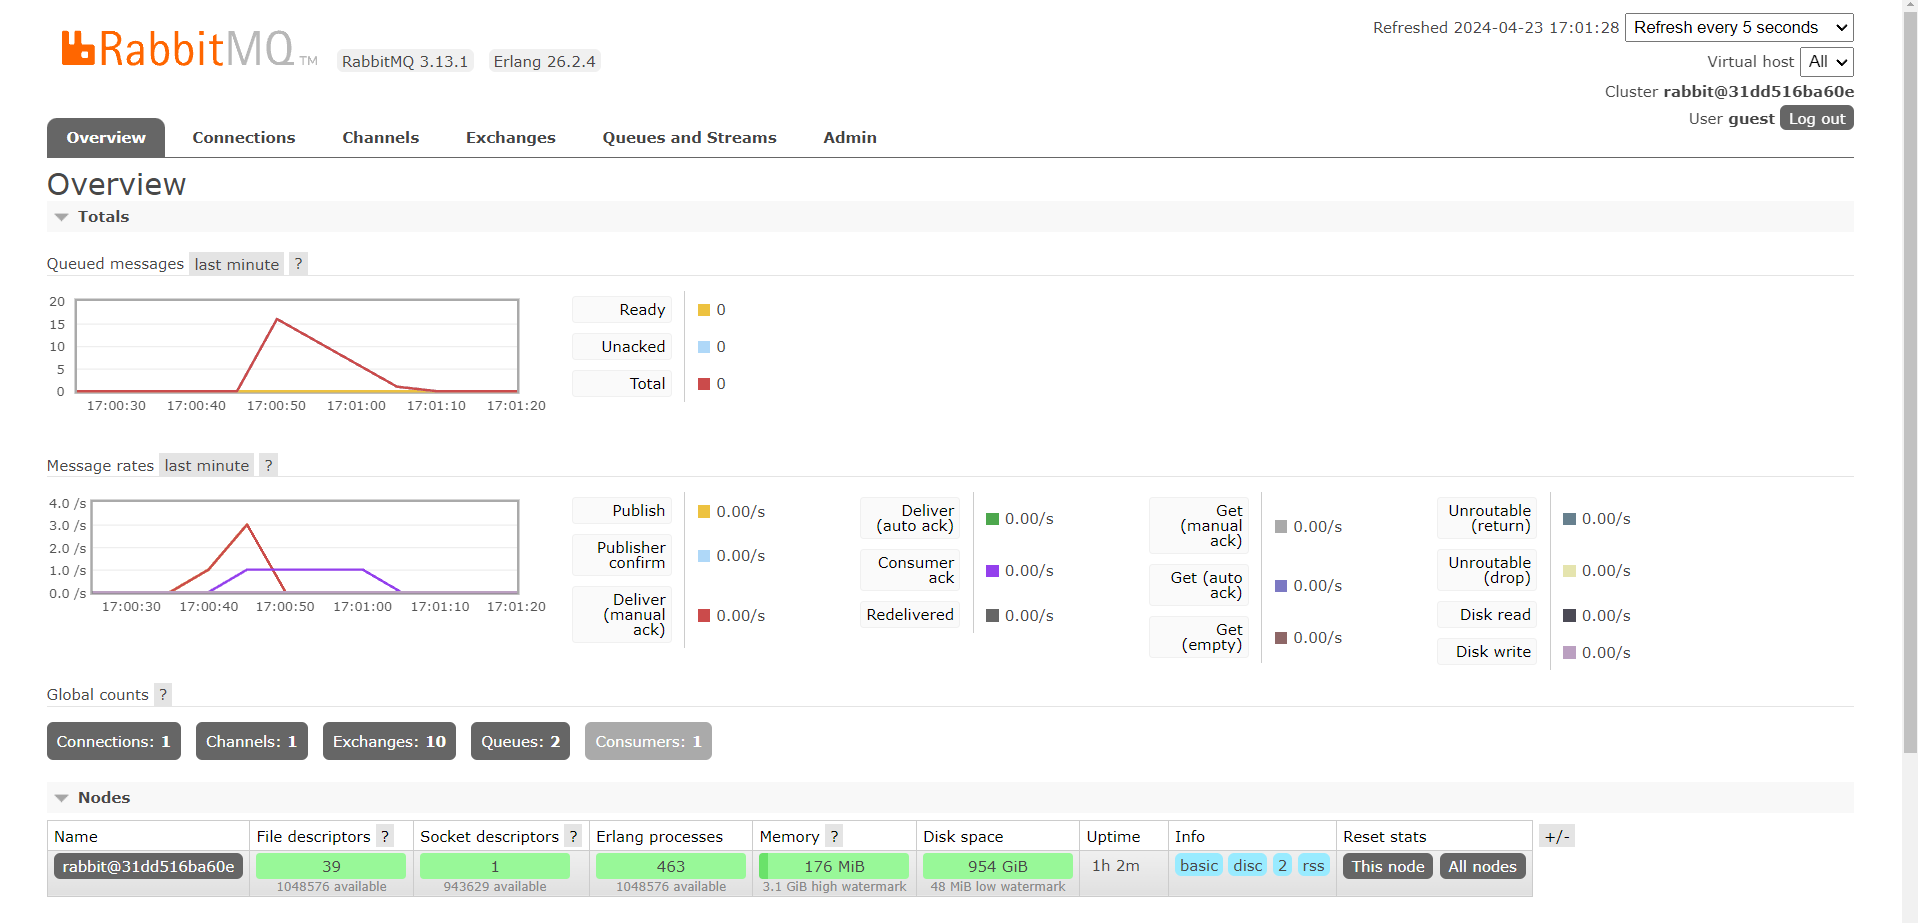 RabbitMQ TM RabbitMQ 3.13.1 Erlang 26.2.4
Refreshed 2024-04-23 17:01:28 Refresh every 5 seconds
Virtual host All
Cluster rabbit@31dd516ba60e
User guest Log out
Overview Connections Channels Exchanges Queues and Streams Admin
Overview
Totals
Queued messages last minute ?
20
15
10
5
0
17:00:30 17:00:40 17:00:50 17:01:00 17:01:10 17:01:20
Ready 0
Unacked 0
Total 0
Message rates last minute ?
4.0 /s
3.0 /s
2.0 /s
1.0 /s
0.0 /s
17:00:30 17:00:40 17:00:50 17:01:00 17:01:10 17:01:20
Publish 0.00/s
Publisher
confirm 0.00/s
Deliver
(manual
ack) 0.00/s
Deliver
(auto ack) 0.00/s
Consumer
ack 0.00/s
Redelivered 0.00/s
Get
(manual
ack) 0.00/s
Get (auto
ack) 0.00/s
Get
(empty) 0.00/s
Unroutable
(return) 0.00/s
Unroutable
(drop) 0.00/s
Disk read 0.00/s
Disk write 0.00/s
Global counts ?
Connections: 1 Channels: 1 Exchanges: 10 Queues: 2 Consumers: 1
Nodes
Name File descriptors ? Socket descriptors ? Erlang processes Memory ? Disk space Uptime Info Reset stats +/-
rabbit@31dd516ba60e 39 1 463 176 MiB 954 GiB 1h 2m basic disc 2 rss This node All nodes
1048576 available 943629 available 1048576 available 3.1 GiB high watermark 48 MiB low watermark